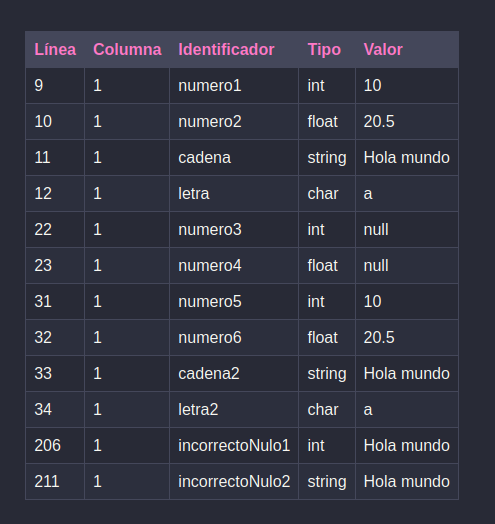 Línea Columna Identificador Tipo Valor
9 1 numero1 int 10
10 1 numero2 float 20.5
11 1 cadena string Hola mundo
12 1 letra char a
22 1 numero3 int null
23 1 numero4 float null
31 1 numero5 int 10
32 1 numero6 float 20.5
33 1 cadena2 string Hola mundo
34 1 letra2 char a
206 1 incorrectoNulo1 int Hola mundo
211 1 incorrectoNulo2 string Hola mundo